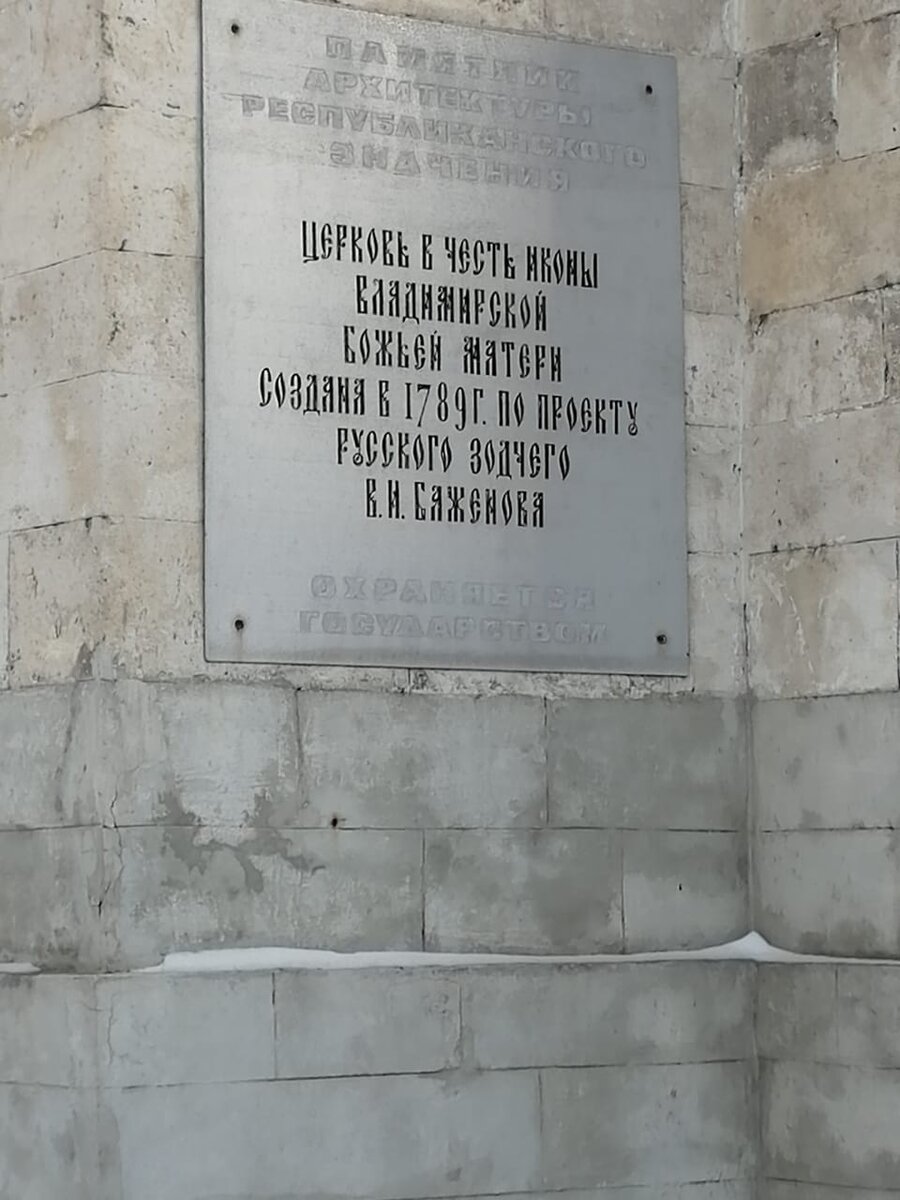 ПАМЯТНИК
АРХИТЕКТУРЫ
РЕСПУБЛИКАНСКОГО
ЗНАЧЕНИЯ
ЦЕРКОВЬ В ЧЕСТЬ ИКОНЫ
ВЛАДИМИРСКОЙ
БОЖЬЕЙ МАТЕРИ
СОЗДАНА В 1789Г. ПО ПРОЕКТУ
РУССКОГО ЗОДЧЕГО
В.И. БАЖЕНОВА
ОХРАНЯЕТСЯ
ГОСУДАРСТВОМ